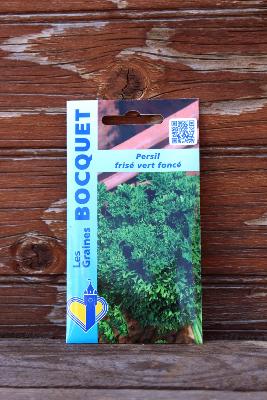 Les Graines
BOCQUET
Persil
frisé vert foncé